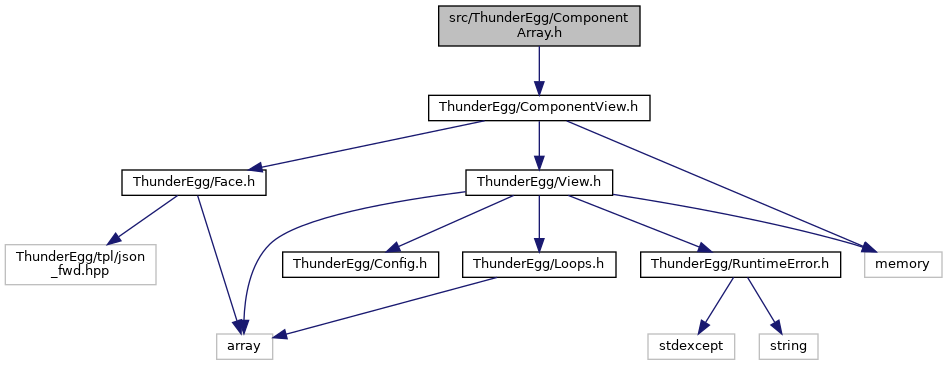 src/ThunderEgg/Component
Array.h
ThunderEgg/ComponentView.h
ThunderEgg/Face.h
ThunderEgg/View.h
ThunderEgg/tpl/json
_fwd.hpp
ThunderEgg/Config.h
ThunderEgg/Loops.h
ThunderEgg/RuntimeError.h
memory
array
stdexcept
string